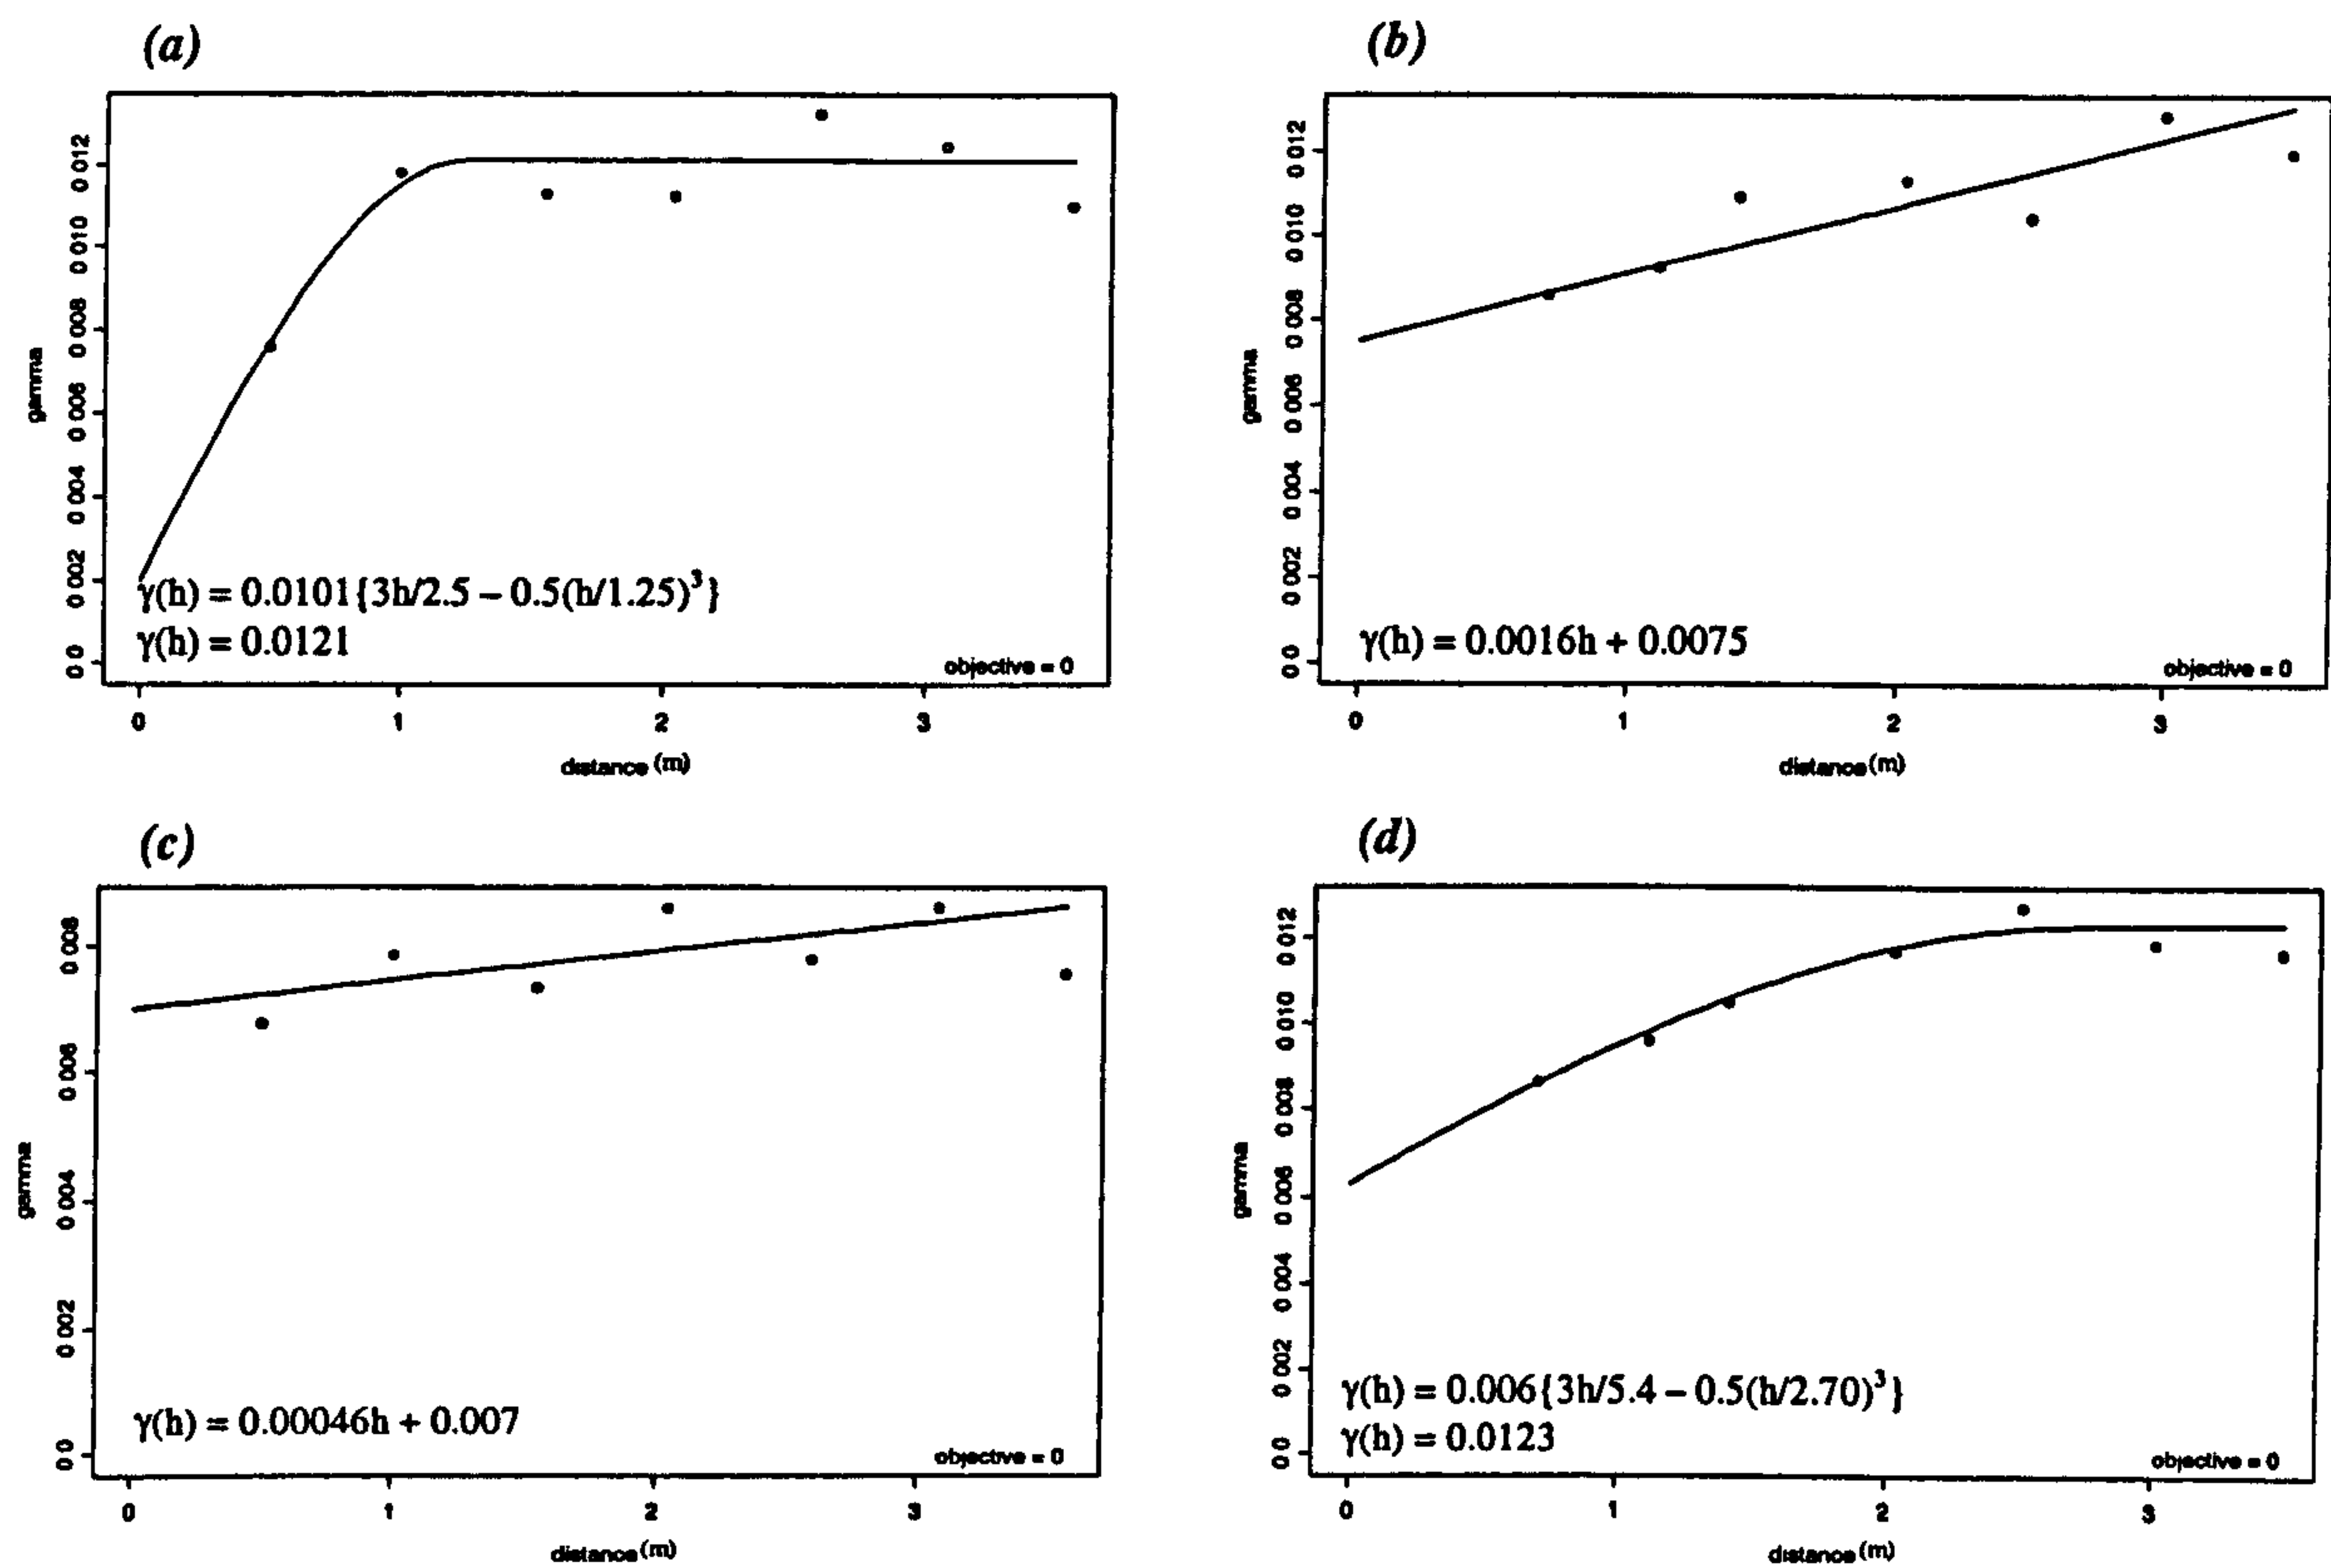 (a)
0 012
0 010
0 008
0 006
0 004
0 002
0 0
gamma
γ(h) = 0.0101{3h/2.5 – 0.5(h/1.25)³}
γ(h) = 0.0121
objective = 0
0 1 2 3
distance (m)
(b)
0 012
0 010
0 008
0 006
0 004
0 002
0 0
gamma
γ(h) = 0.0016h + 0.0075
objective = 0
0 1 2 3
distance (m)
(c)
0 008
0 006
0 004
0 002
0 0
gamma
γ(h) = 0.00046h + 0.007
objective = 0
0 1 2 3
distance (m)
(d)
0 012
0 010
0 008
0 006
0 004
0 002
0 0
gamma
γ(h) = 0.006{3h/5.4 – 0.5(h/2.70)³}
γ(h) = 0.0123
objective = 0
0 1 2 3
distance (m)